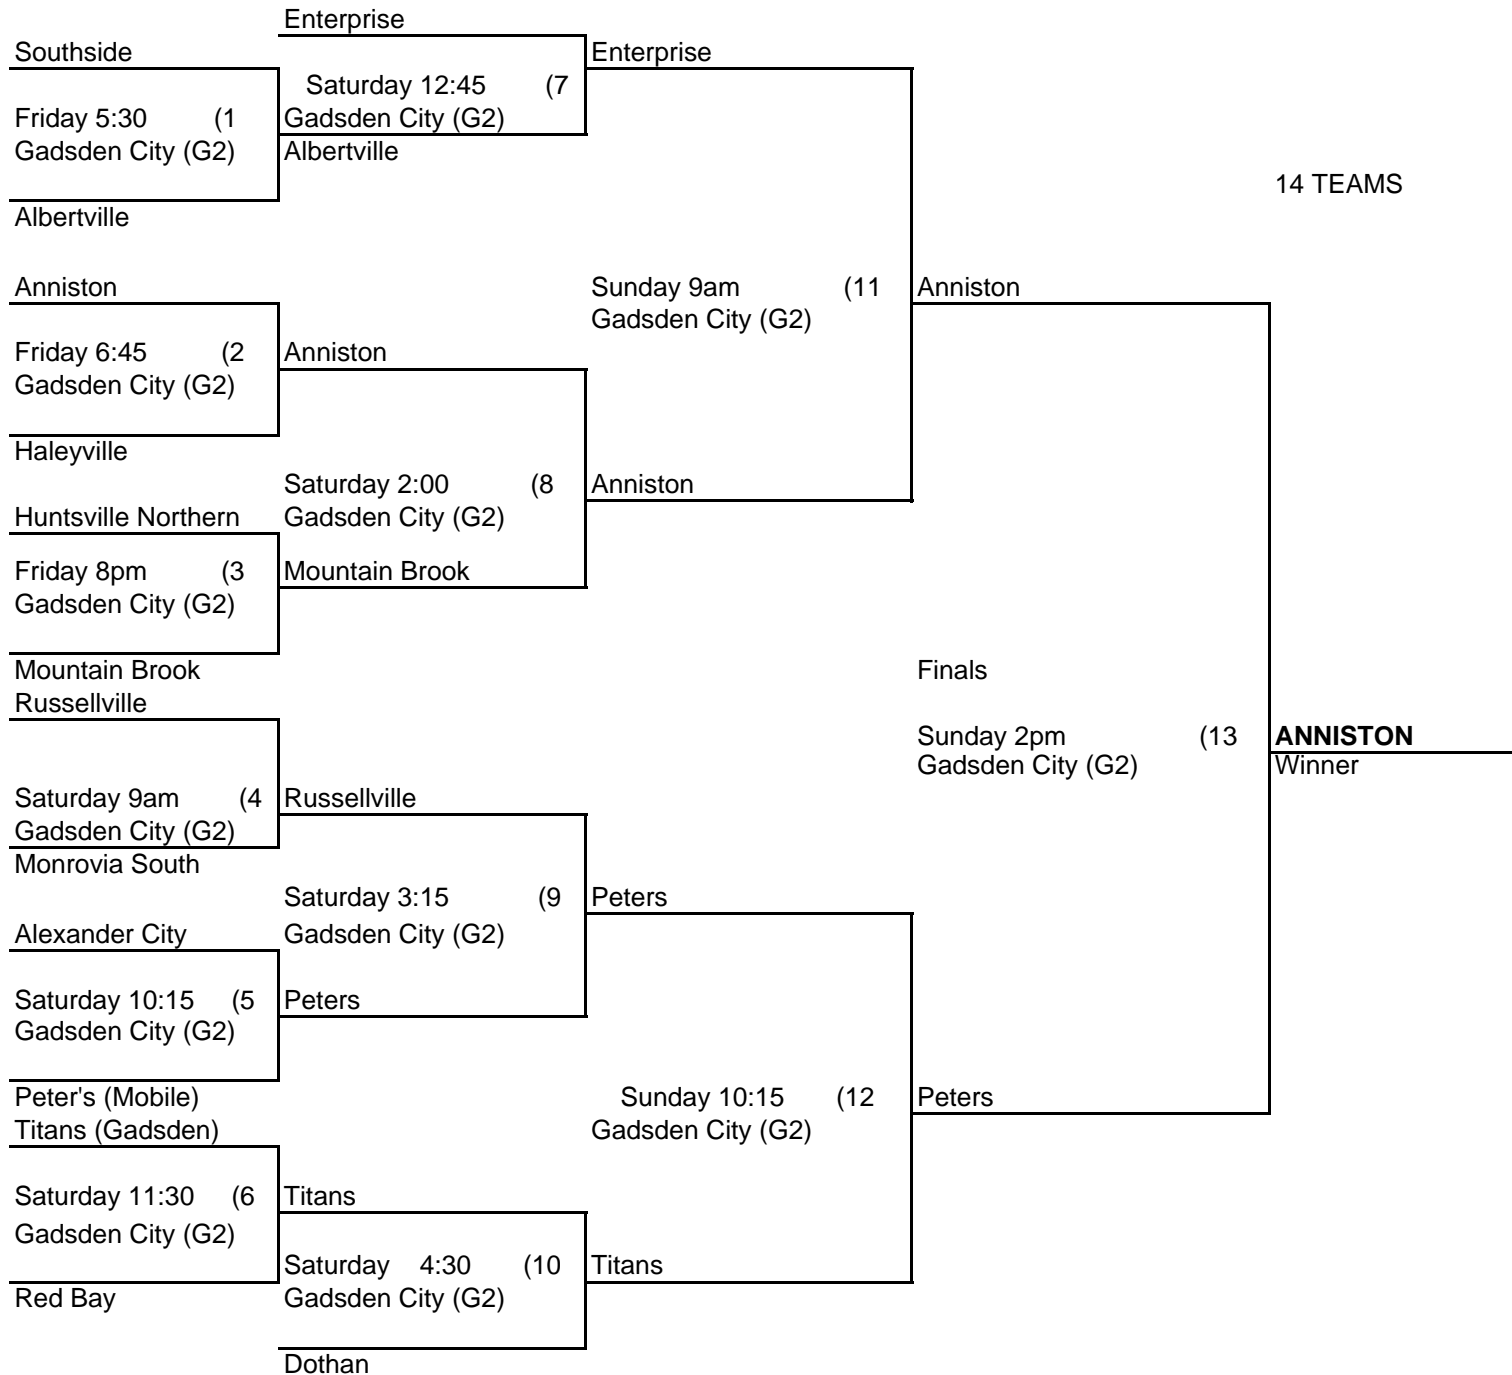 Enterprise
Southside
Enterprise
Saturday 12:45 (7
Friday 5:30 (1
Gadsden City (G2)
Gadsden City (G2)
Albertville
14 TEAMS
Albertville
Anniston
Sunday 9am (11
Anniston
Gadsden City (G2)
Friday 6:45 (2
Anniston
Gadsden City (G2)
Haleyville
Saturday 2:00 (8
Anniston
Huntsville Northern
Gadsden City (G2)
Friday 8pm (3
Mountain Brook
Gadsden City (G2)
Mountain Brook
Finals
Russellville
Sunday 2pm (13
ANNISTON
Gadsden City (G2)
Winner
Saturday 9am (4
Russellville
Gadsden City (G2)
Monrovia South
Saturday 3:15 (9
Peters
Alexander City
Gadsden City (G2)
Saturday 10:15 (5
Peters
Gadsden City (G2)
Peter's (Mobile)
Sunday 10:15 (12
Peters
Titans (Gadsden)
Gadsden City (G2)
Saturday 11:30 (6
Titans
Gadsden City (G2)
Saturday 4:30 (10
Titans
Red Bay
Gadsden City (G2)
Dothan